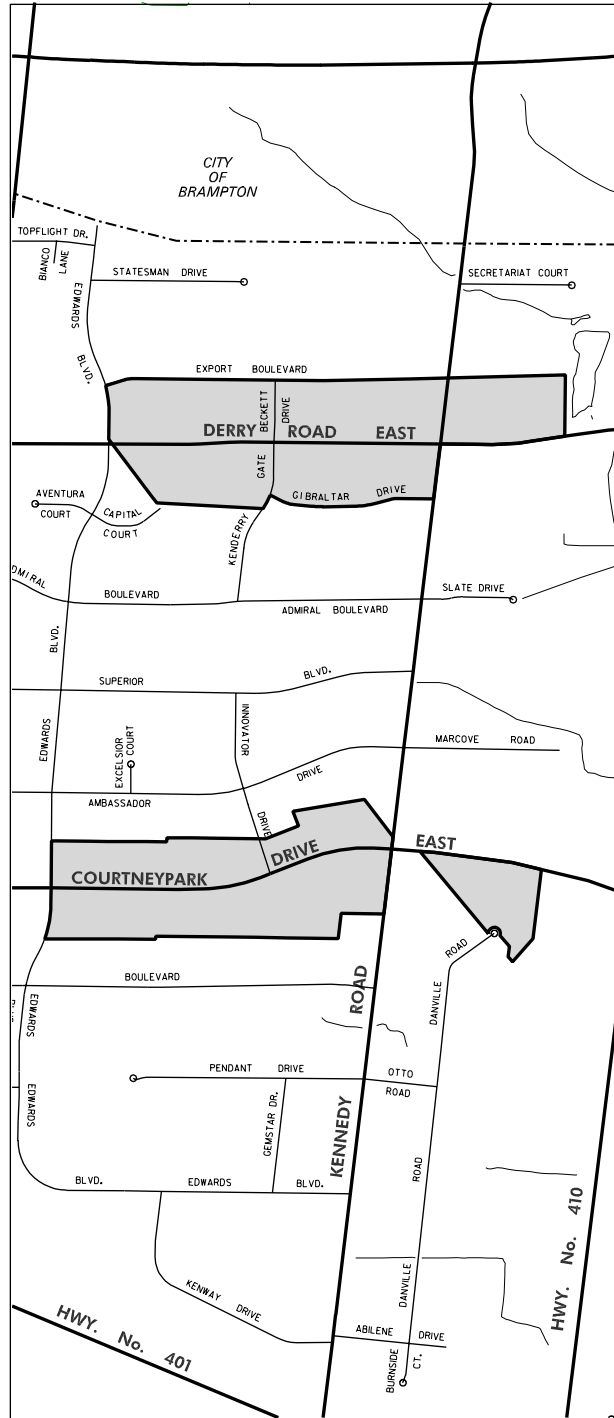 CITY
OF
BRAMPTON
TOPFLIGHT DR.
BIANCO
LANE
STATESMAN DRIVE
SECRETARIAT COURT
EDWARDS
BLVD.
EXPORT BOULEVARD
BECKETT
DRIVE
DERRY ROAD EAST
GATE
GIBRALTAR DRIVE
AVENTURA
COURT
CAPITAL
COURT
KENDERRY
SLATE DRIVE
BOULEVARD
ADMIRAL BOULEVARD
BLVD.
SUPERIOR BLVD.
EDWARDS
EXCELSIOR
COURT
INNOVATOR
DRIVE
MARCOVE ROAD
AMBASSADOR DRIVE
COURTNEYPARK DRIVE EAST
ROAD
BOULEVARD
ROAD
DANVILLE
EDWARDS
PENDANT DRIVE
OTTO
ROAD
EDWARDS
GEMSTAR DR.
KENNEDY
ROAD
BLVD. EDWARDS BLVD.
HWY. No. 410
KENWAY DRIVE
DANVILLE
HWY. No. 401
ABILENE DRIVE
BURNSIDE
CT.